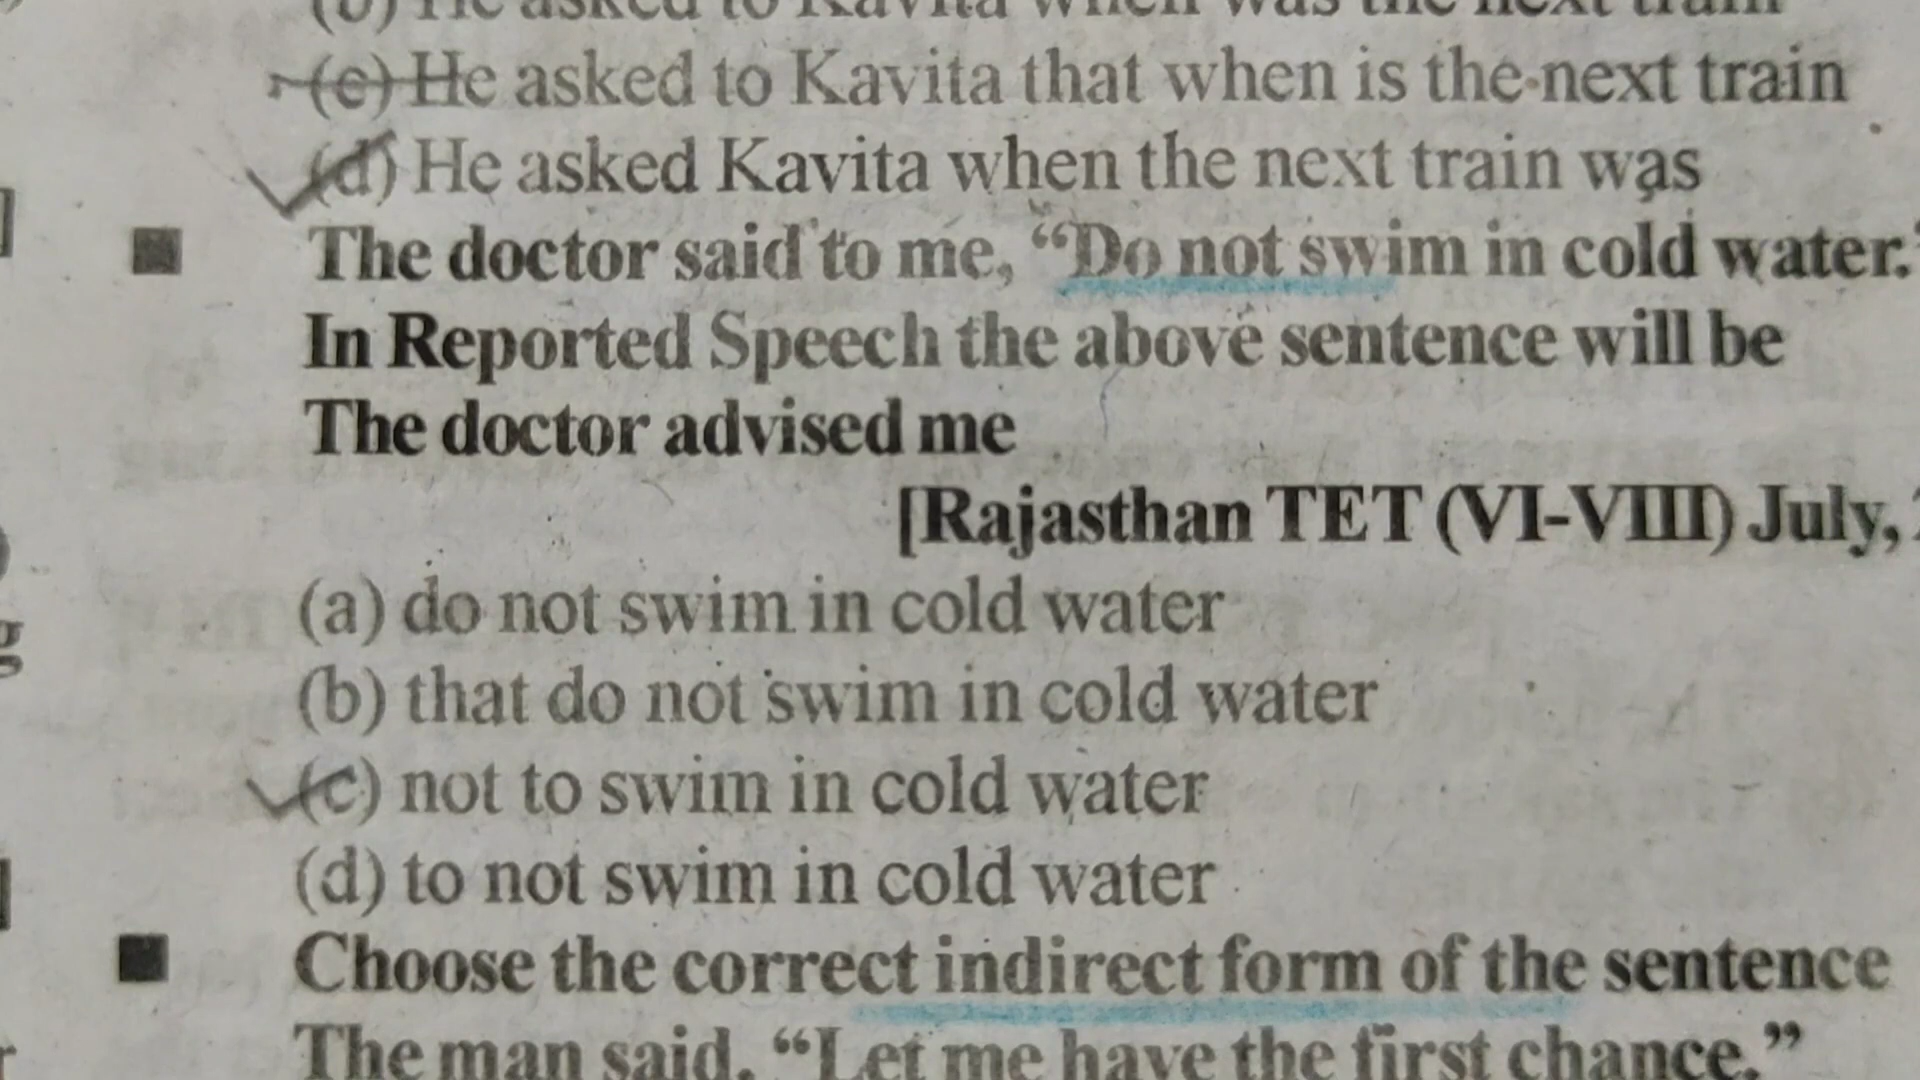 (b) He asked to Kavita when was the next train
(c) He asked to Kavita that when is the next train
(d) He asked Kavita when the next train was
■ The doctor said to me, “Do not swim in cold water.”
In Reported Speech the above sentence will be
The doctor advised me
[Rajasthan TET (VI-VIII) July,
(a) do not swim in cold water
(b) that do not swim in cold water
(c) not to swim in cold water
(d) to not swim in cold water
■ Choose the correct indirect form of the sentence
The man said, “Let me have the first chance.”